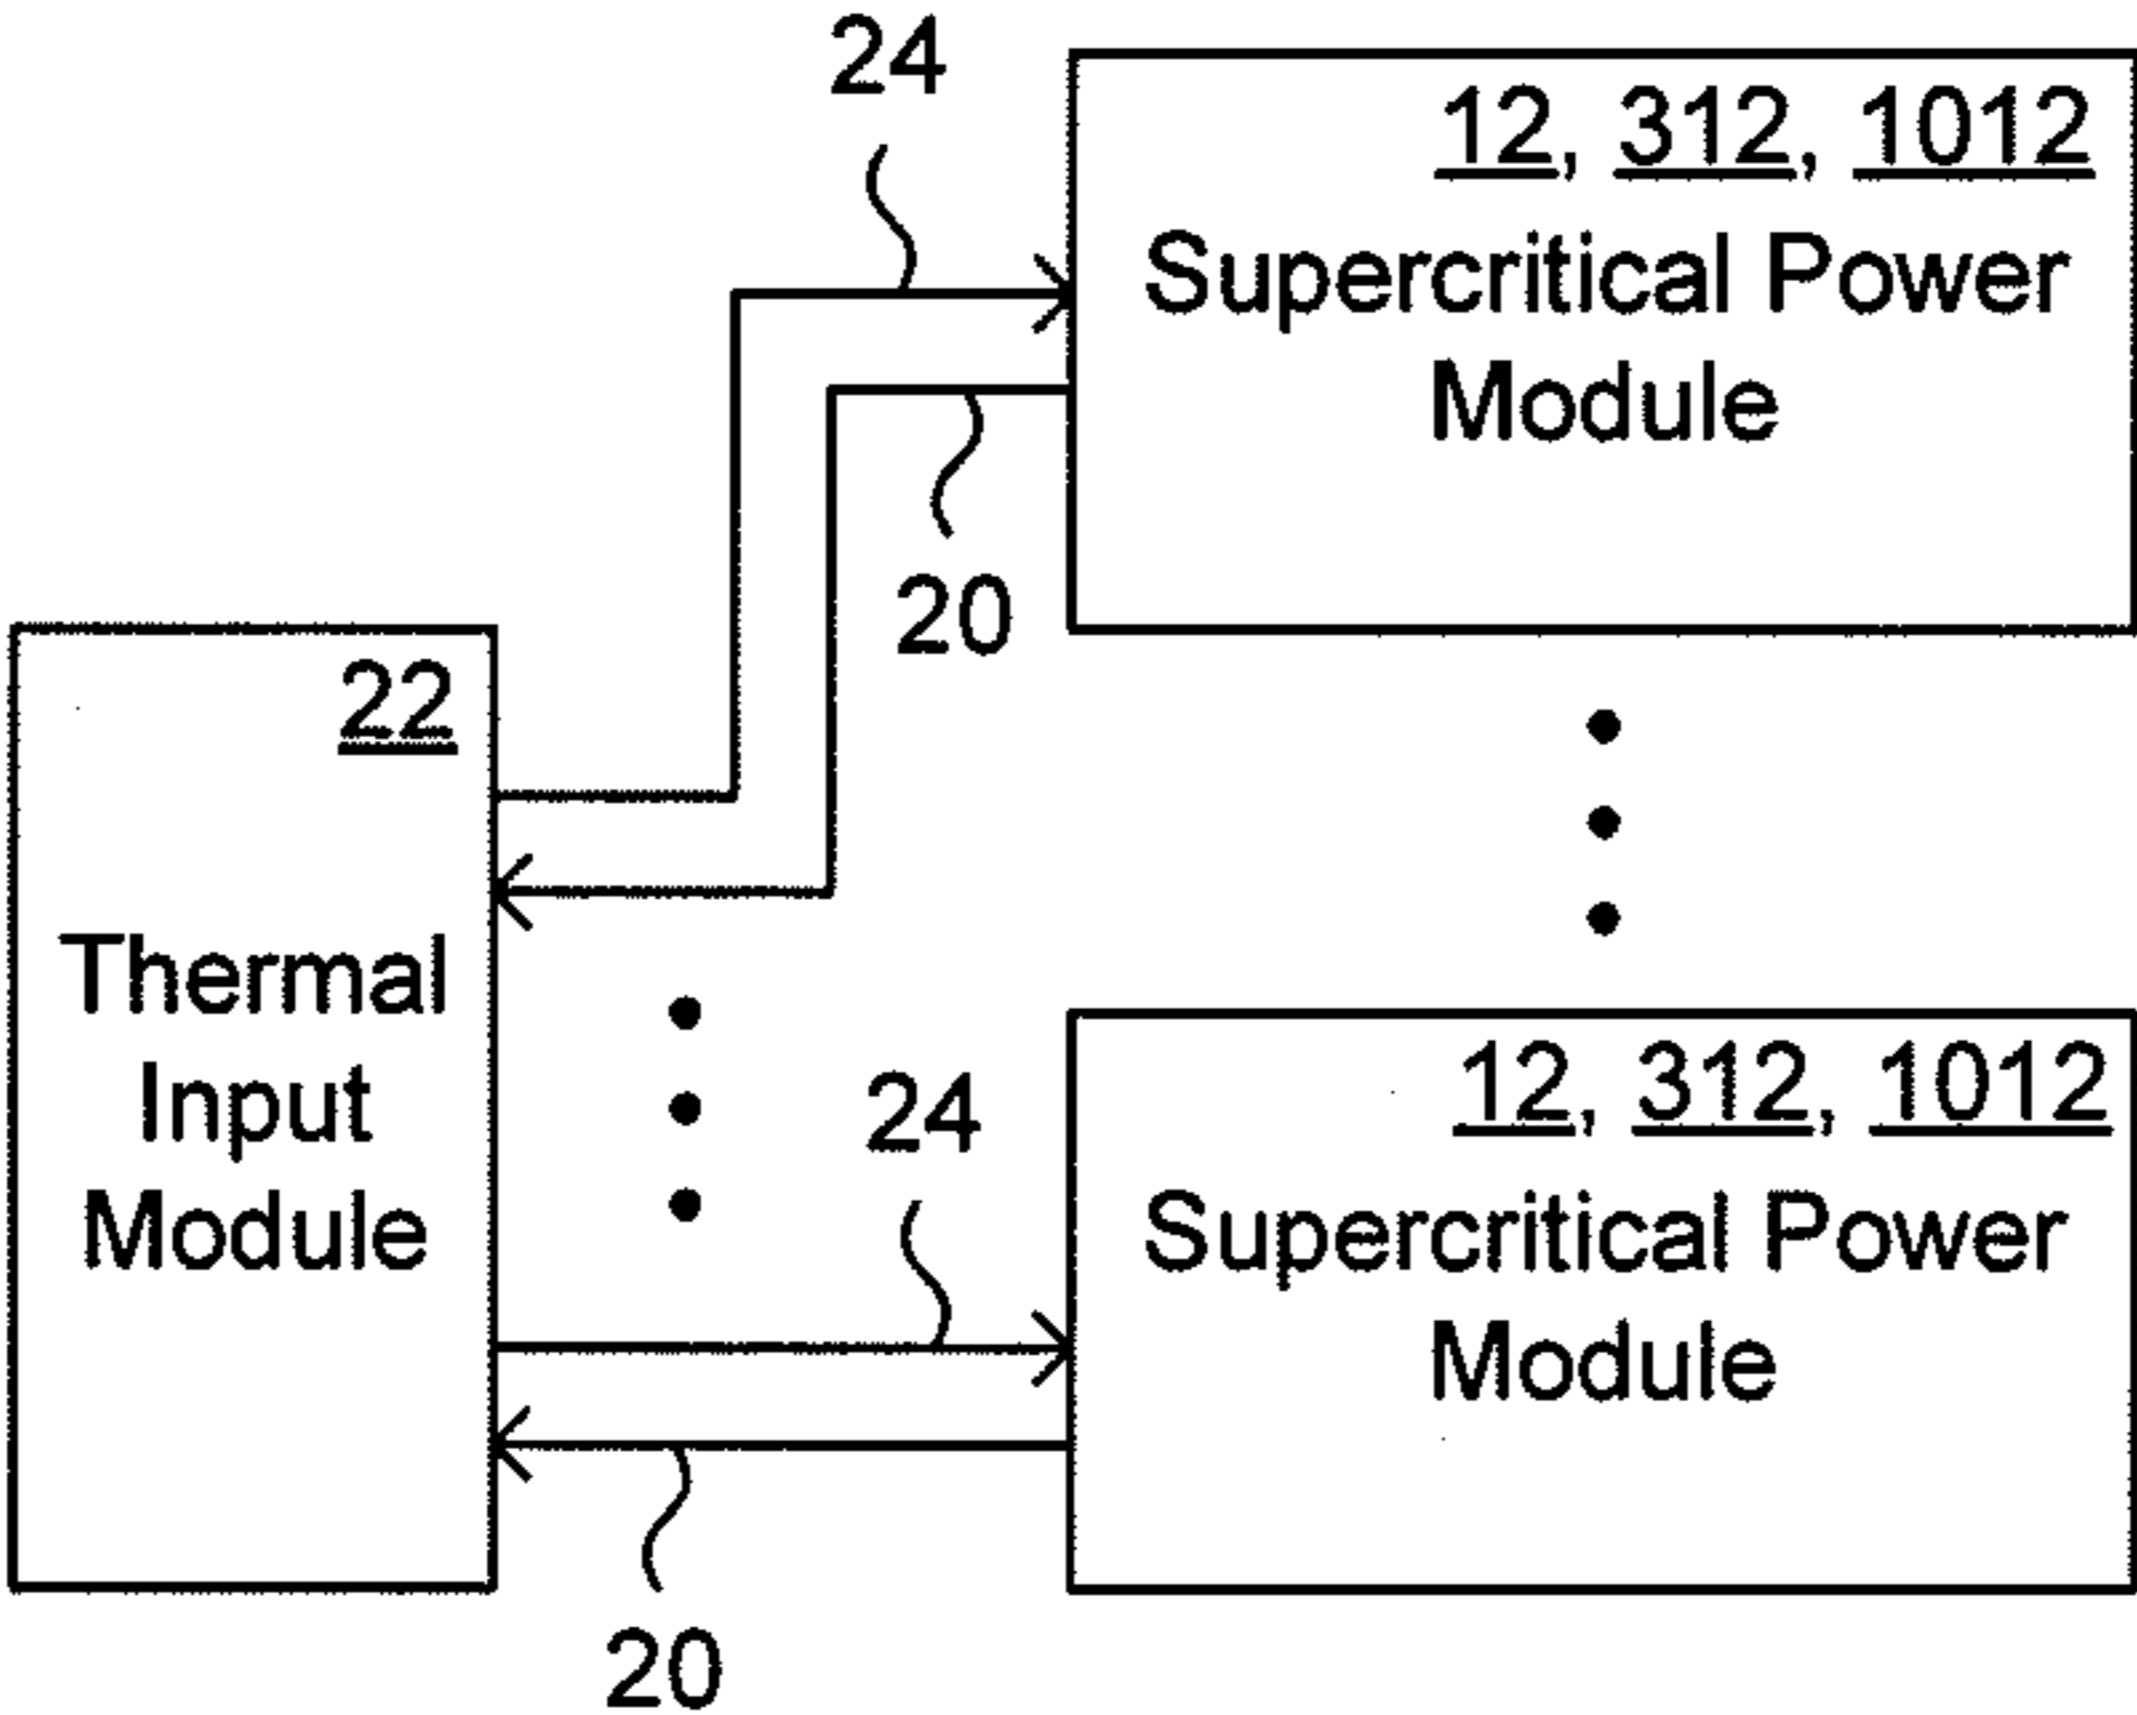 24
12, 312, 1012
Supercritical Power
Module
20
22
Thermal
Input
Module
24
12, 312, 1012
Supercritical Power
Module
20